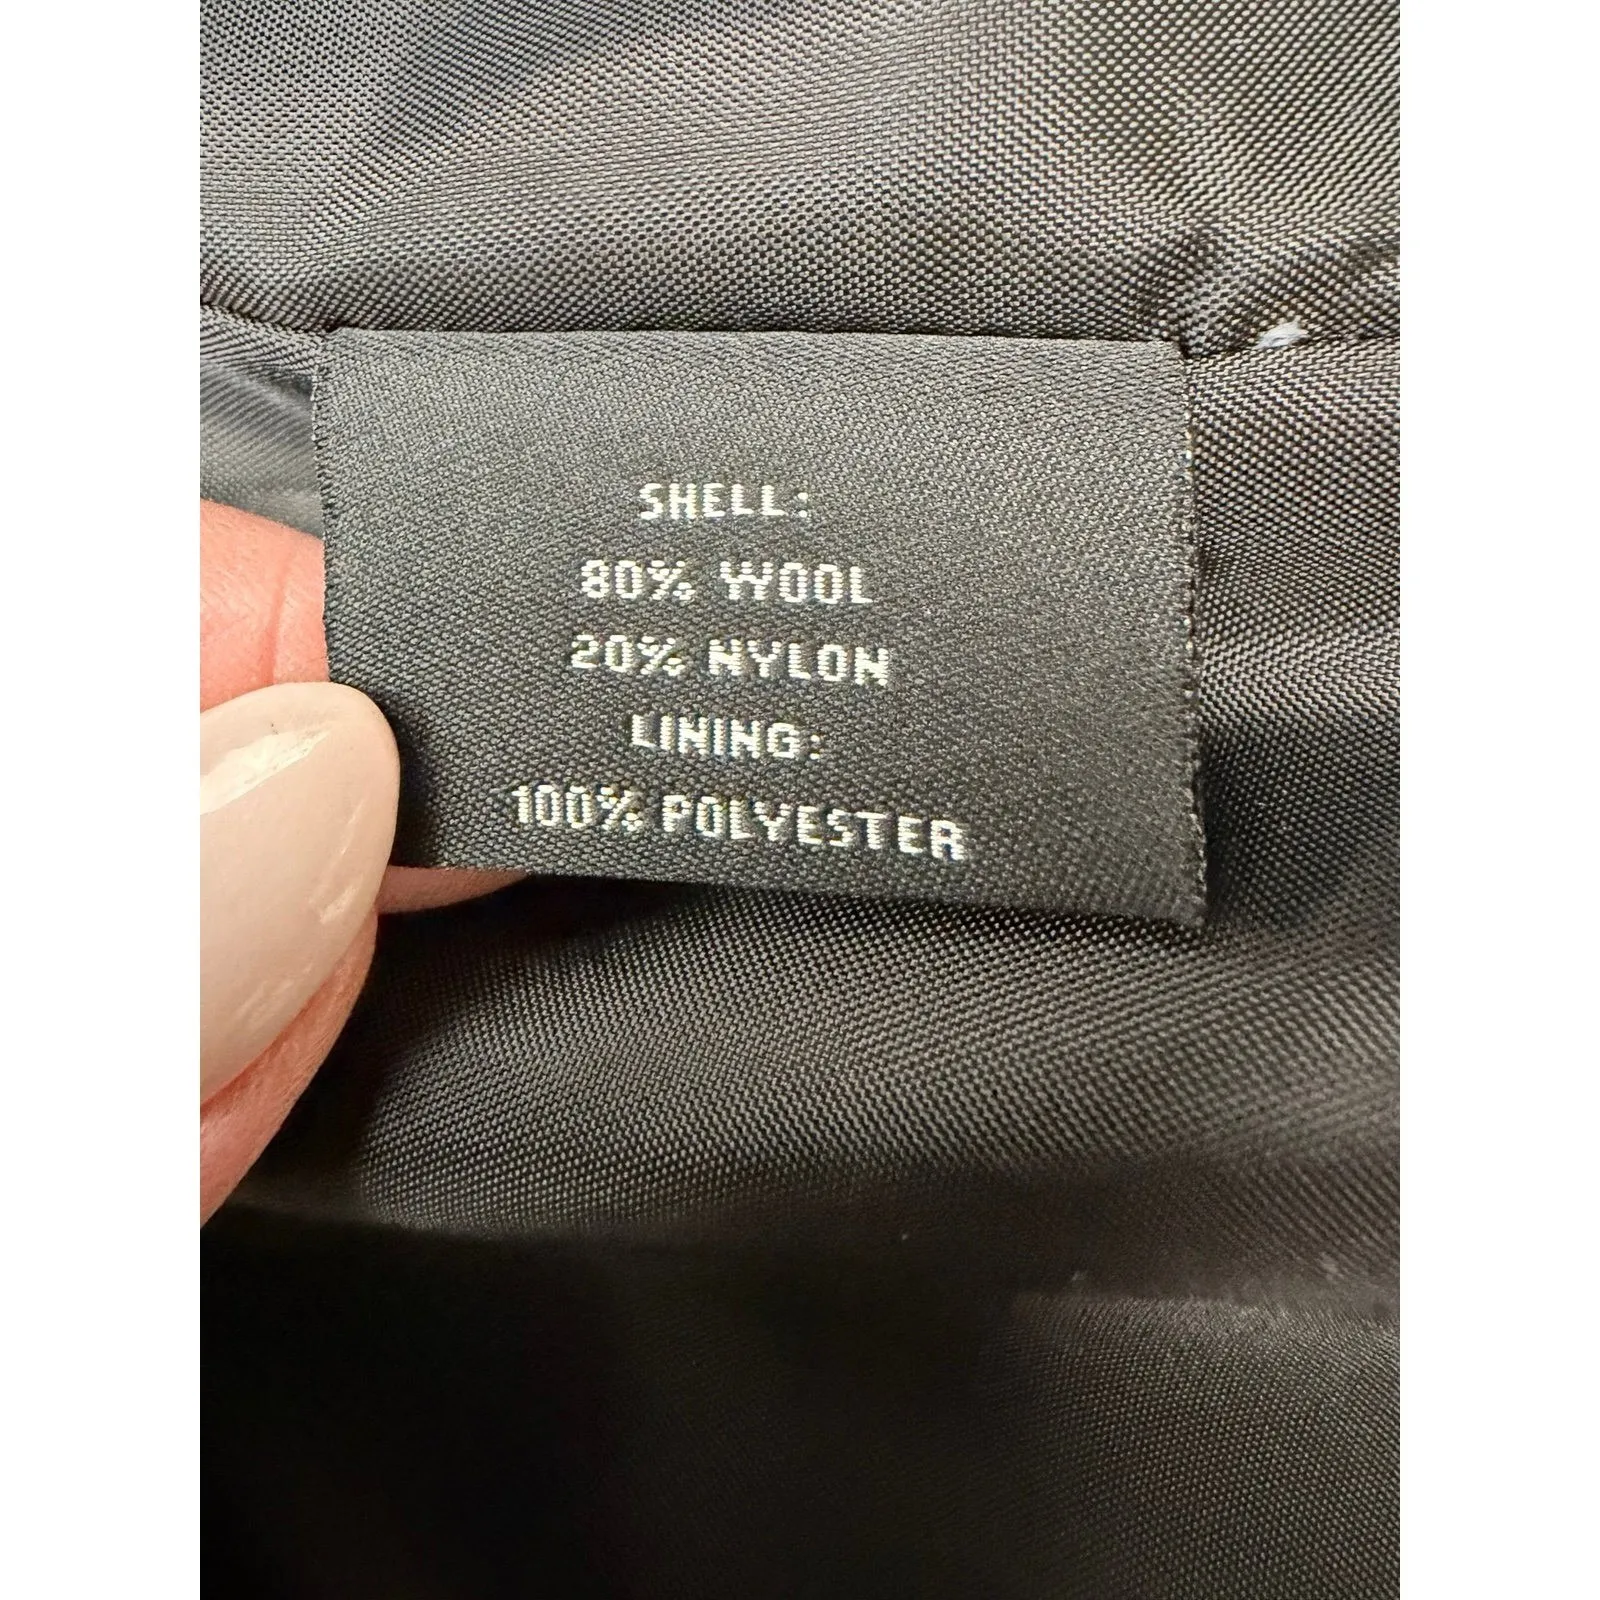 SHELL:
80% WOOL
20% NYLON
LINING:
100% POLYESTER